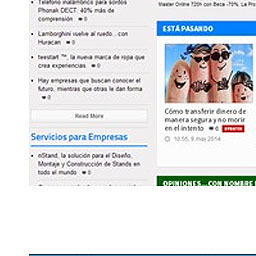 Teléfono inalámbrico para sordos
Phonak DECT: 40% más de
comprensión 0
Lamborghini vuelve al ruedo...con
Huracan 0
teestart ™, la nueva marca de ropa que
crea experiencias 0
Hay empresas que buscan conocer el
futuro, mientras que otras le dan forma
0
Read More
Servicios para Empresas
nStand, la solución para el Diseño,
Montaje y Construcción de Stands en
todo el mundo 0
Master Online 720h con Beca -70%. La Pro
ESTÁ PASANDO
Cómo transferir dinero de
manera segura y no morir
en el intento 0
10:55, 9.may 2014
OPINIONES...CON NOMBRE